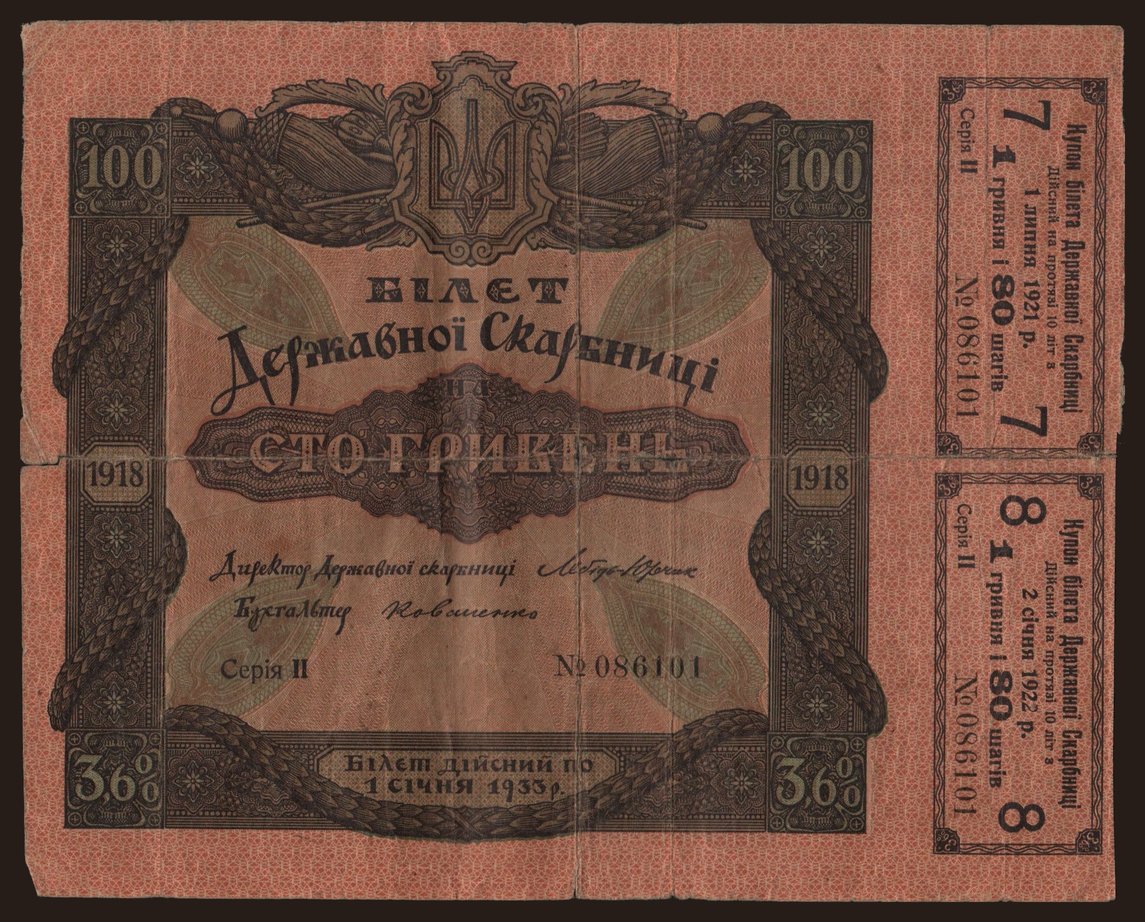 100
100
БІЛЕТ
Державної Скарбниці
НА
СТО ГРИВЕНЬ
1918
1918
Директор Державної скарбниці
Бухгальтер
Серія II
№ 086101
3,6%
3,6%
Білет дійсний по
1 січня 1933 р.
Купон білета Державної Скарбниці
Дійсний на протязі 10 літ з
1 липня 1921 р.
7 1 гривня і 80 шагів 7
Серія II
№ 086101
Купон білета Державної Скарбниці
Дійсний на протязі 10 літ з
2 січня 1922 р.
8 1 гривня і 80 шагів 8
Серія II
№ 086101